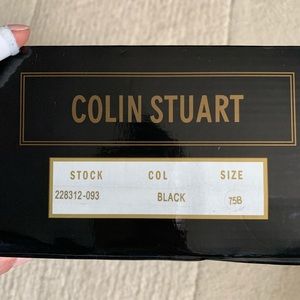 COLIN STUART
STOCK COL SIZE
228312-093 BLACK 75B